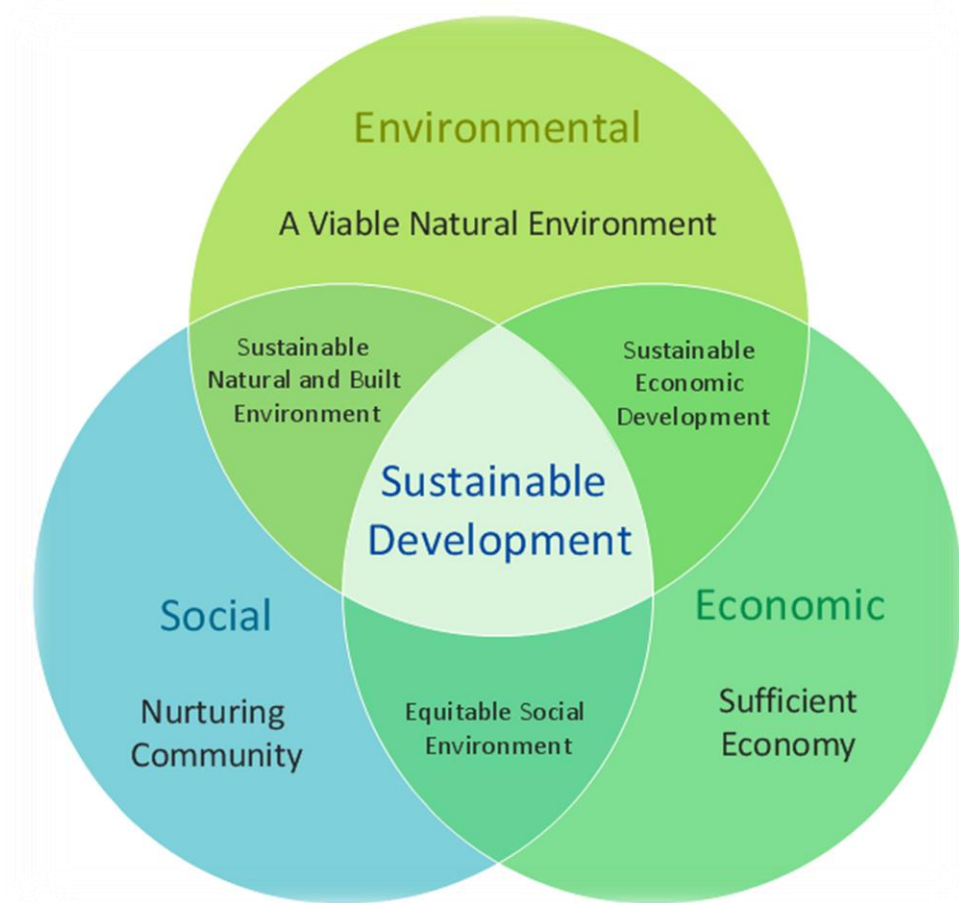 Environmental
A Viable Natural Environment
Sustainable
Natural and Built
Environment
Sustainable
Economic
Development
Sustainable
Development
Social
Nurturing
Community
Economic
Sufficient
Economy
Equitable Social
Environment